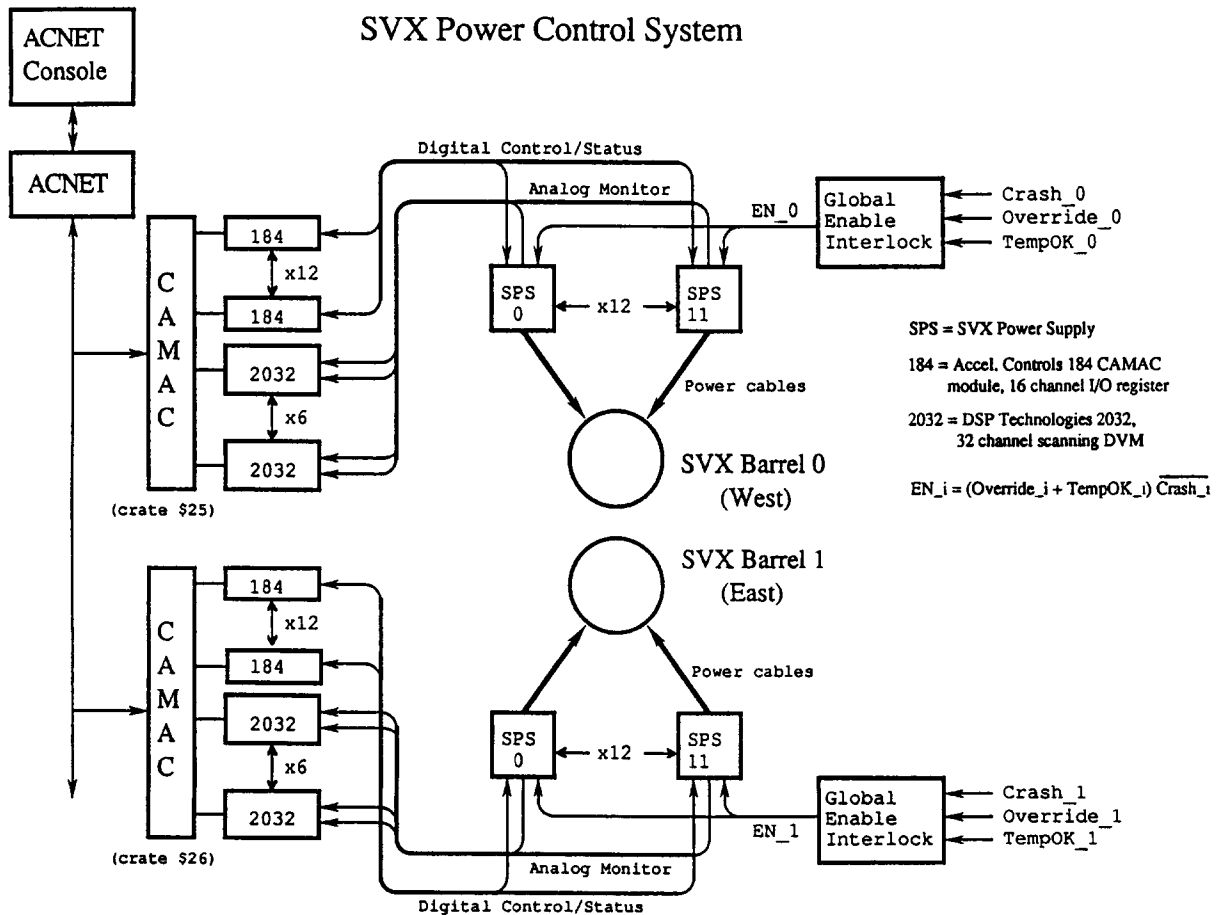 SVX Power Control System
ACNET
Console
ACNET
Digital Control/Status
Analog Monitor
EN_0
Global
Enable
Interlock
Crash_0
Override_0
TempOK_0
C
A
M
A
C
184
x12
184
2032
x6
2032
(crate $25)
SPS
0
x12
SPS
11
Power cables
SVX Barrel 0
(West)
SPS = SVX Power Supply
184 = Accel. Controls 184 CAMAC
module, 16 channel I/O register
2032 = DSP Technologies 2032,
32 channel scanning DVM
EN_i = (Override_i + TempOK_i) Crash_i
SVX Barrel 1
(East)
C
A
M
A
C
184
x12
184
2032
x6
2032
(crate $26)
Power cables
SPS
0
x12
SPS
11
EN_1
Global
Enable
Interlock
Crash_1
Override_1
TempOK_1
Analog Monitor
Digital Control/Status